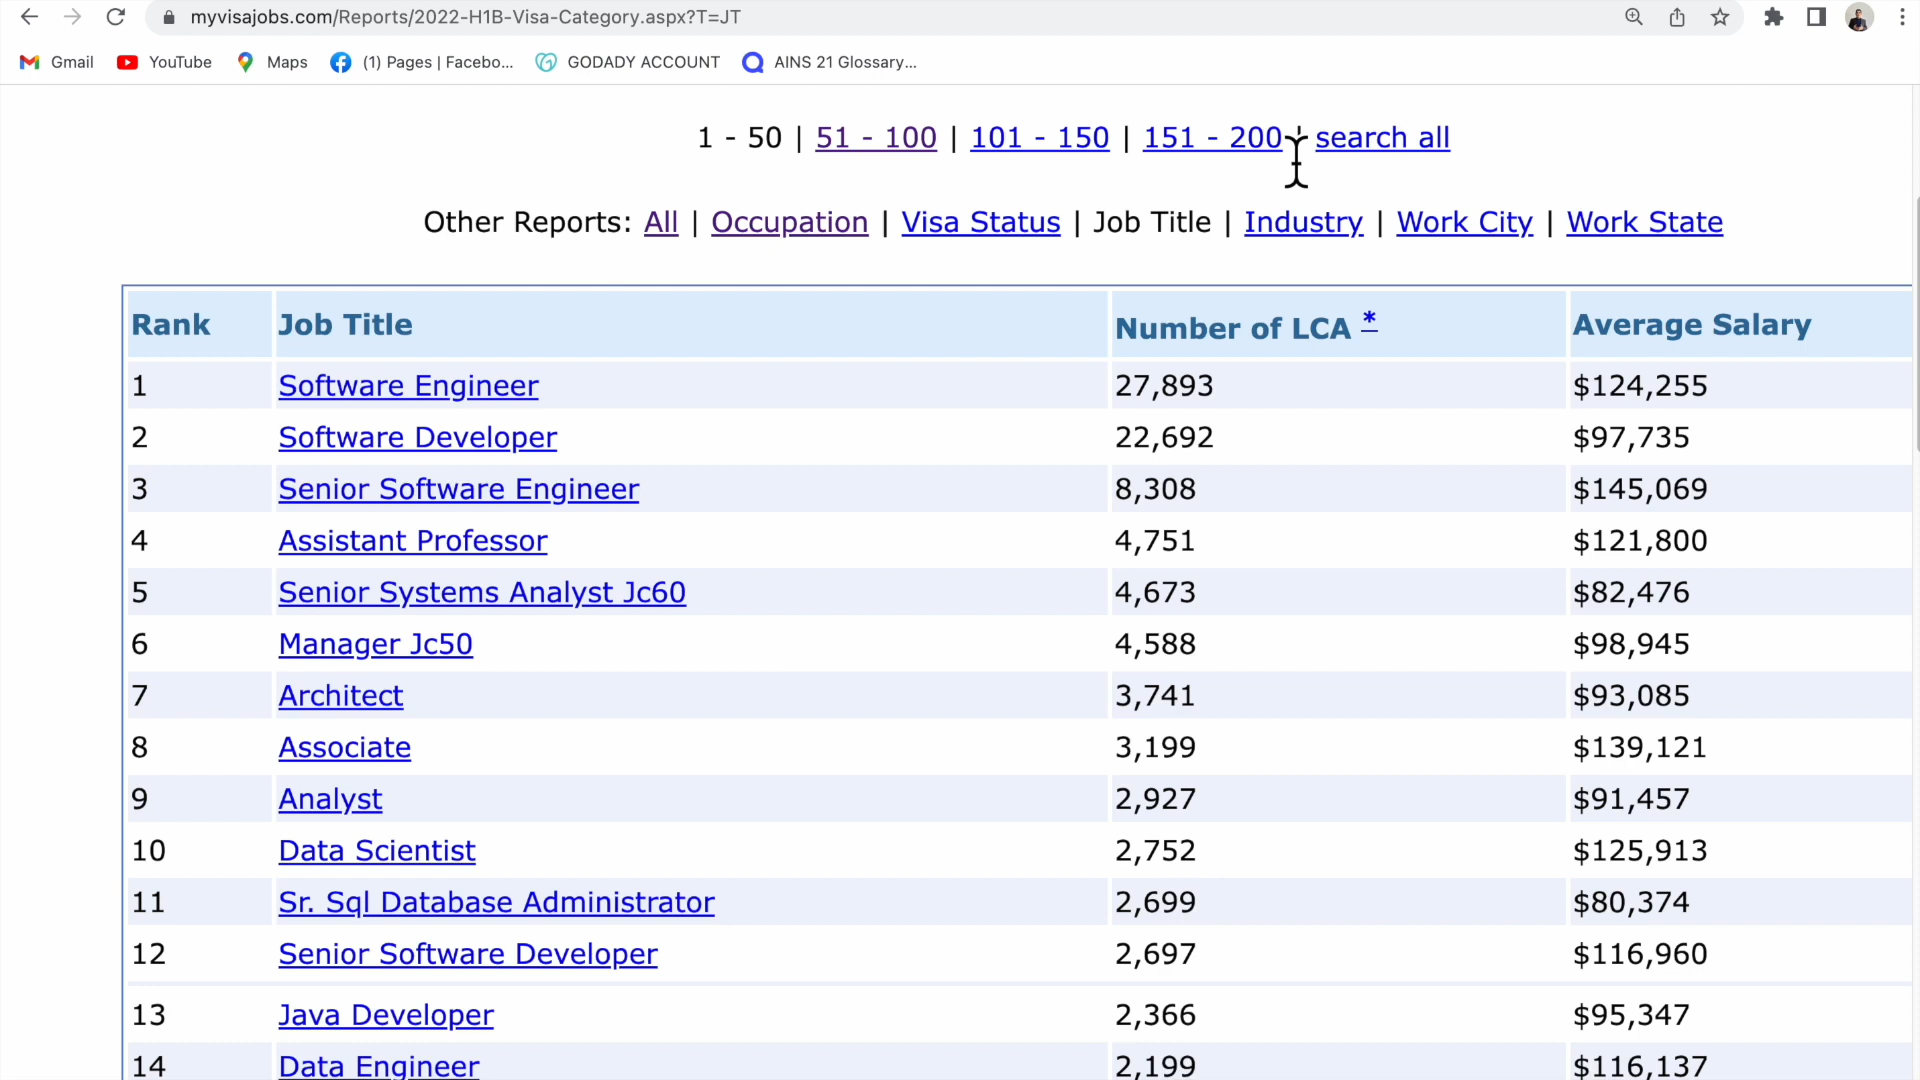 myvisajobs.com/Reports/2022-H1B-Visa-Category.aspx?T=JT
Gmail YouTube Maps (1) Pages | Facebo... GODADY ACCOUNT AINS 21 Glossary...
1 - 50 | 51 - 100 | 101 - 150 | 151 - 200 | search all
Other Reports: All | Occupation | Visa Status | Job Title | Industry | Work City | Work State
Rank Job Title Number of LCA * Average Salary
1 Software Engineer 27,893 $124,255
2 Software Developer 22,692 $97,735
3 Senior Software Engineer 8,308 $145,069
4 Assistant Professor 4,751 $121,800
5 Senior Systems Analyst Jc60 4,673 $82,476
6 Manager Jc50 4,588 $98,945
7 Architect 3,741 $93,085
8 Associate 3,199 $139,121
9 Analyst 2,927 $91,457
10 Data Scientist 2,752 $125,913
11 Sr. Sql Database Administrator 2,699 $80,374
12 Senior Software Developer 2,697 $116,960
13 Java Developer 2,366 $95,347
14 Data Engineer 2,199 $116,137